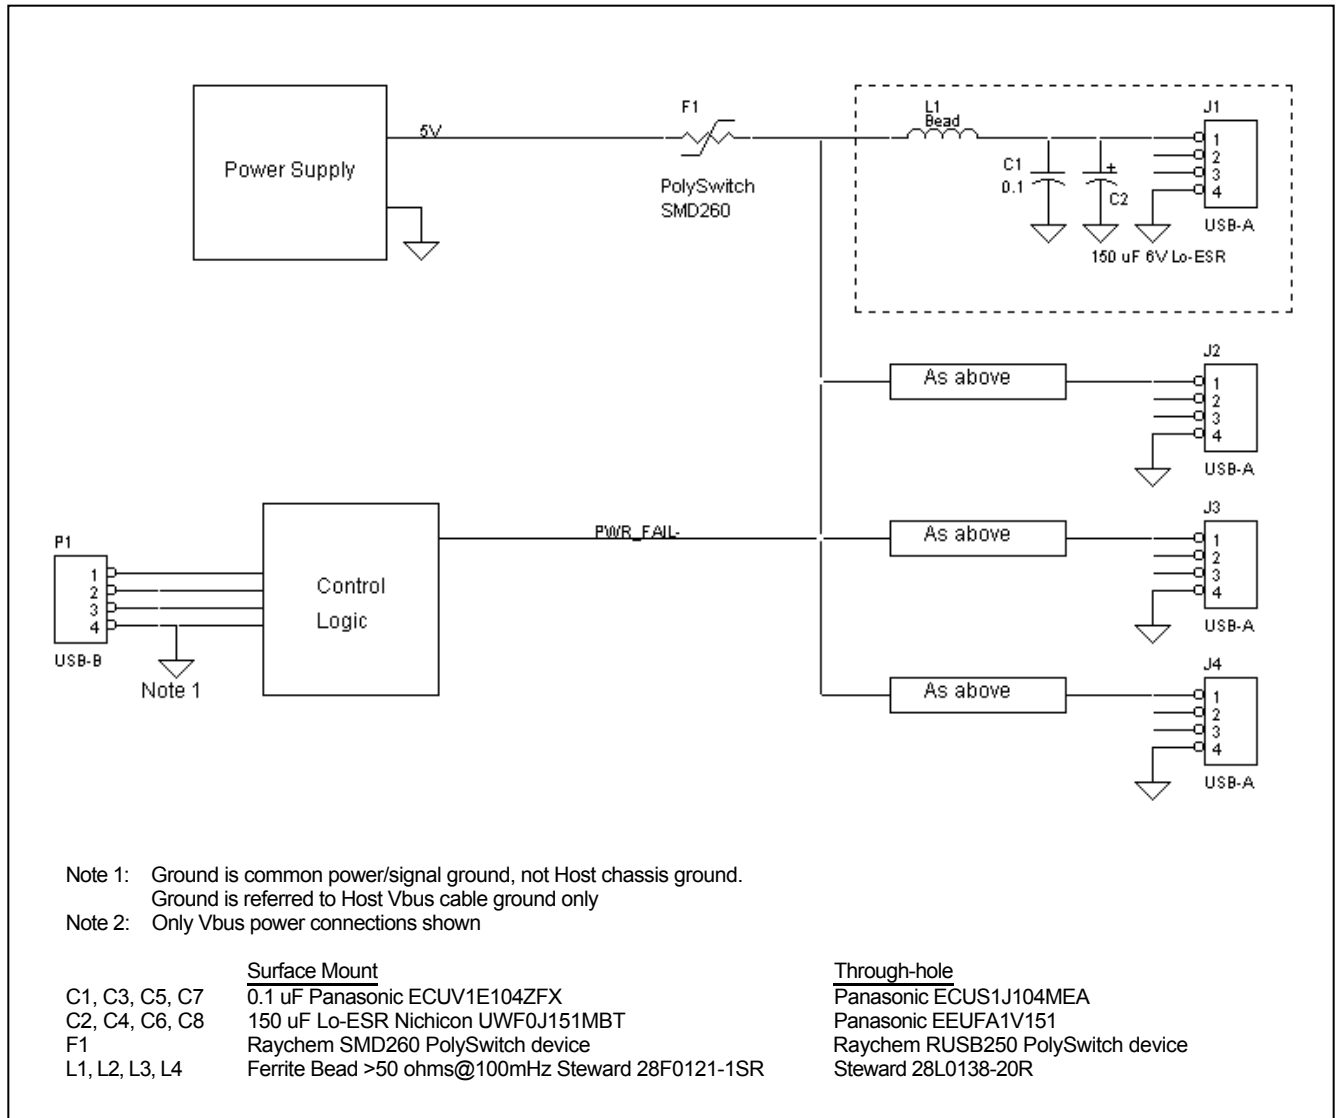 F1
L1
Bead
J1
5V
Power Supply
C1
0.1
+
C2
1
2
3
4
PolySwitch
SMD260
USB-A
150 uF 6V Lo-ESR
J2
As above
1
2
3
4
USB-A
J3
PWR_FAIL-
As above
1
2
3
4
USB-A
P1
1
2
3
4
Control
Logic
USB-B
Note 1
J4
As above
1
2
3
4
USB-A
Note 1: Ground is common power/signal ground, not Host chassis ground.
Ground is referred to Host Vbus cable ground only
Note 2: Only Vbus power connections shown
Surface Mount Through-hole
C1, C3, C5, C7 0.1 uF Panasonic ECUV1E104ZFX Panasonic ECUS1J104MEA
C2, C4, C6, C8 150 uF Lo-ESR Nichicon UWF0J151MBT Panasonic EEUFA1V151
F1 Raychem SMD260 PolySwitch device Raychem RUSB250 PolySwitch device
L1, L2, L3, L4 Ferrite Bead >50 ohms@100mHz Steward 28F0121-1SR Steward 28L0138-20R